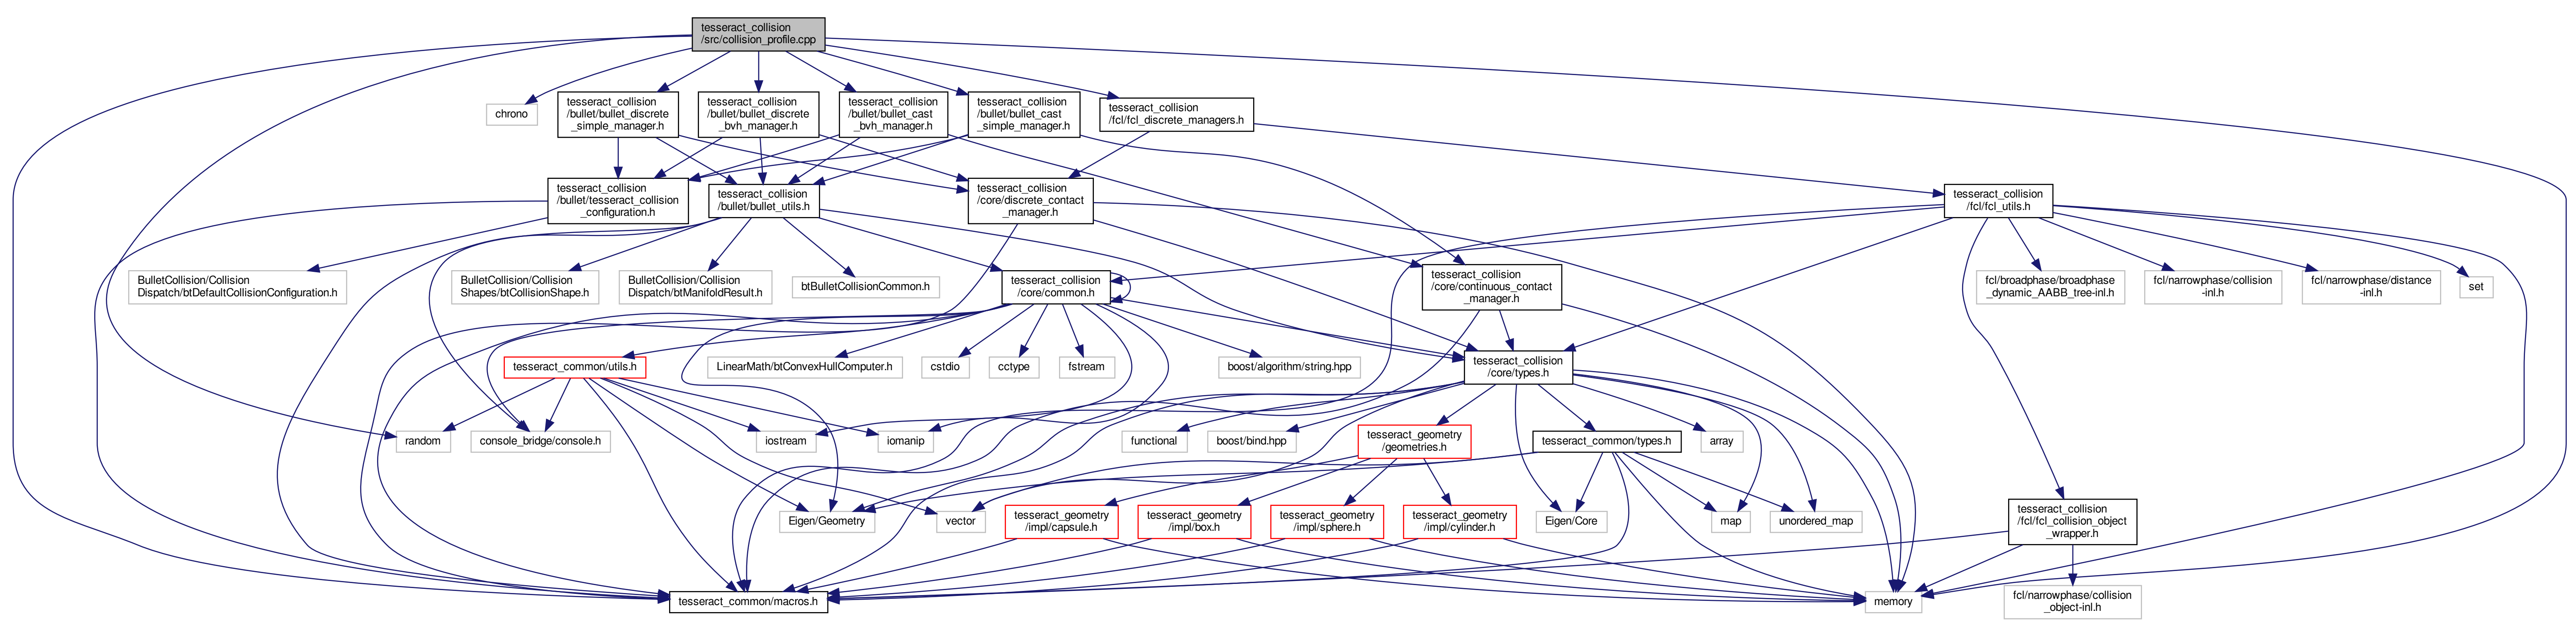 tesseract_collision
/src/collision_profile.cpp
chrono
tesseract_collision
/bullet/bullet_discrete
_simple_manager.h
tesseract_collision
/bullet/bullet_discrete
_bvh_manager.h
tesseract_collision
/bullet/bullet_cast
_bvh_manager.h
tesseract_collision
/bullet/bullet_cast
_simple_manager.h
tesseract_collision
/fcl/fcl_discrete_managers.h
tesseract_collision
/bullet/tesseract_collision
_configuration.h
tesseract_collision
/bullet/bullet_utils.h
tesseract_collision
/core/discrete_contact
_manager.h
tesseract_collision
/fcl/fcl_utils.h
BulletCollision/Collision
Dispatch/btDefaultCollisionConfiguration.h
BulletCollision/Collision
Shapes/btCollisionShape.h
BulletCollision/Collision
Dispatch/btManifoldResult.h
btBulletCollisionCommon.h
tesseract_collision
/core/common.h
tesseract_collision
/core/continuous_contact
_manager.h
fcl/broadphase/broadphase
_dynamic_AABB_tree-inl.h
fcl/narrowphase/collision
-inl.h
fcl/narrowphase/distance
-inl.h
set
tesseract_common/utils.h
LinearMath/btConvexHullComputer.h
cstdio
cctype
fstream
boost/algorithm/string.hpp
tesseract_collision
/core/types.h
random
console_bridge/console.h
iostream
iomanip
functional
boost/bind.hpp
tesseract_geometry
/geometries.h
tesseract_common/types.h
array
Eigen/Geometry
vector
tesseract_geometry
/impl/capsule.h
tesseract_geometry
/impl/box.h
tesseract_geometry
/impl/sphere.h
tesseract_geometry
/impl/cylinder.h
Eigen/Core
map
unordered_map
tesseract_collision
/fcl/fcl_collision_object
_wrapper.h
tesseract_common/macros.h
memory
fcl/narrowphase/collision
_object-inl.h